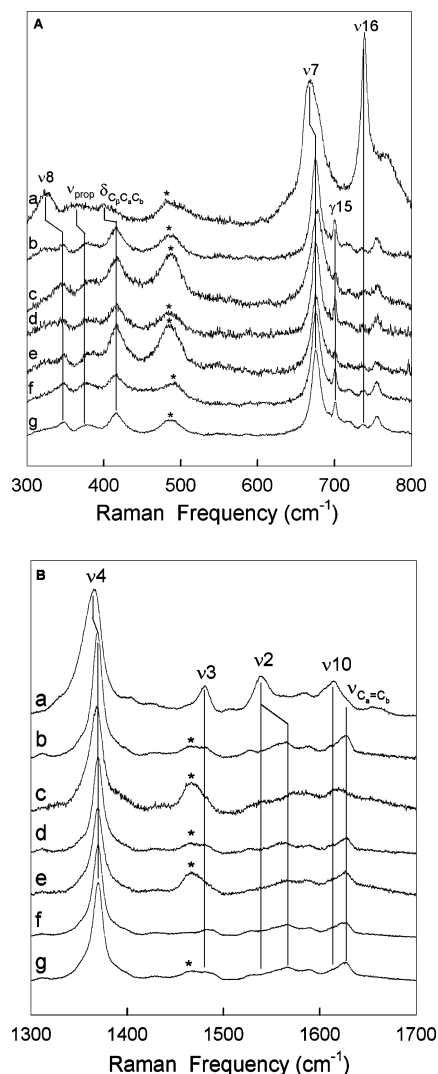 A
ν16
ν7
ν8
νprop
δCβCaCb
*
a
γ15
*
b
*
c
*
d
*
e
*
f
*
g
300 400 500 600 700 800
Raman Frequency (cm⁻¹)
B
ν4
ν3
ν2
ν10
νCa=Cb
a
*
b
*
c
*
d
*
e
f
*
g
1300 1400 1500 1600 1700
Raman Frequency (cm⁻¹)